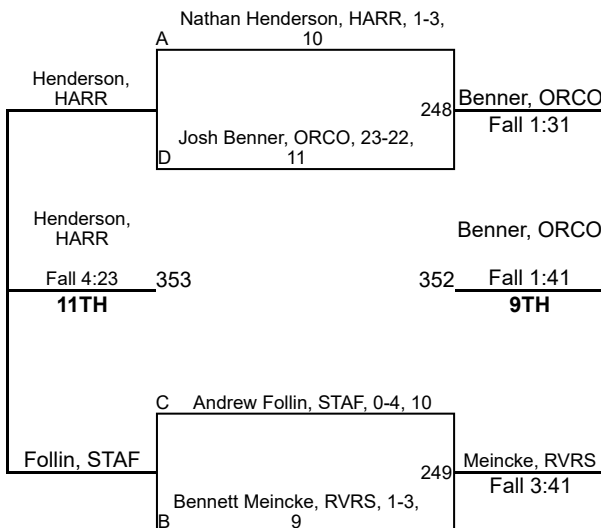 Nathan Henderson, HARR, 1-3,
10
A
Henderson,
HARR
248
Benner, ORCO
Fall 1:31
Josh Benner, ORCO, 23-22,
11
D
Henderson,
HARR
Benner, ORCO
Fall 4:23
353
352
Fall 1:41
11TH
9TH
C
Andrew Follin, STAF, 0-4, 10
Follin, STAF
249
Meincke, RVRS
Fall 3:41
Bennett Meincke, RVRS, 1-3,
9
B